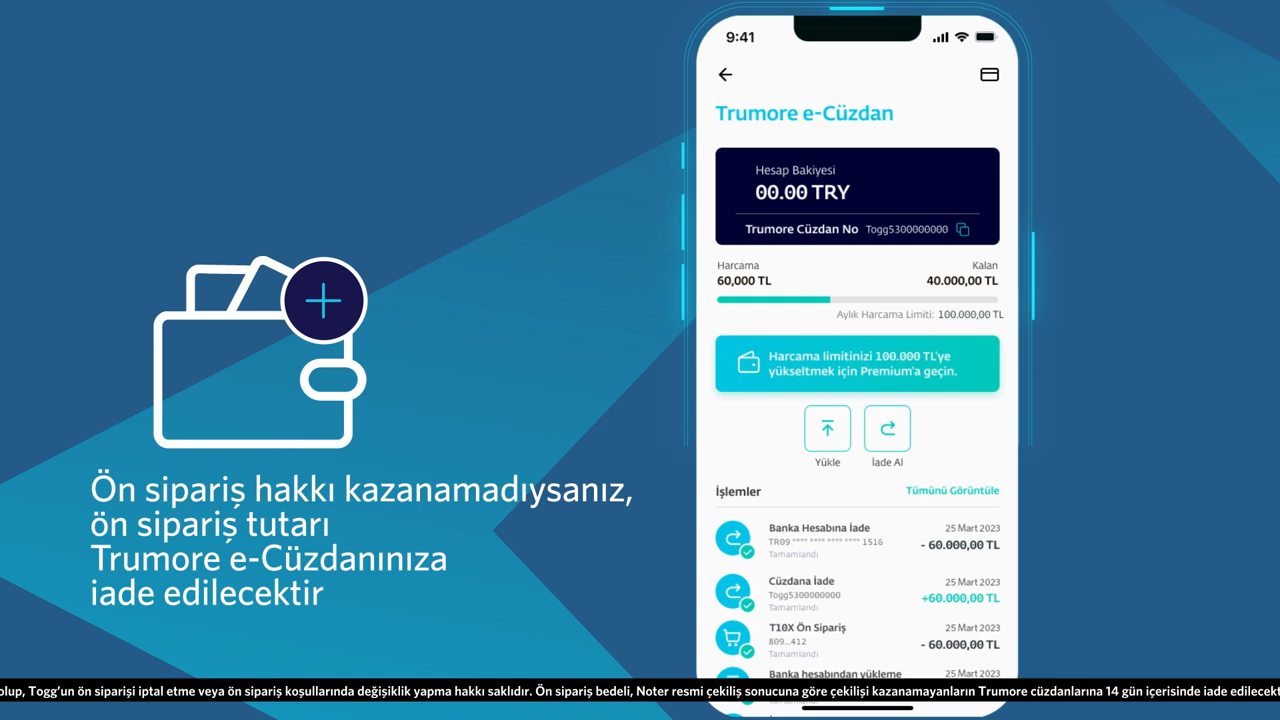 Ön sipariş hakkı kazanamadıysanız,
ön sipariş tutarı
Trumore e-Cüzdanınıza
iade edilecektir
9:41
Trumore e-Cüzdan
Hesap Bakiyesi
00.00 TRY
Trumore Cüzdan No Togg5300000000
Harcama Kalan
60,000 TL 40.000,00 TL
Aylık Harcama Limiti: 100.000,00 TL
Harcama limitinizi 100.000 TL'ye
yükseltmek için Premium'a geçin.
Yükle İade Al
İşlemler Tümünü Görüntüle
Banka Hesabına İade 25 Mart 2023
TR09 **** **** **** **** 1516 - 60.000,00 TL
Tamamlandı
Cüzdana İade 25 Mart 2023
Togg5300000000 +60.000,00 TL
Tamamlandı
T10X Ön Sipariş 25 Mart 2023
809...412 - 60.000,00 TL
Tamamlandı
Banka hesabından yükleme 25 Mart 2023
olup, Togg'un ön siparişi iptal etme veya ön sipariş koşullarında değişiklik yapma hakkı saklıdır. Ön sipariş bedeli, Noter resmi çekiliş sonucuna göre çekilişi kazanamayanların Trumore cüzdanlarına 14 gün içerisinde iade edilecekt